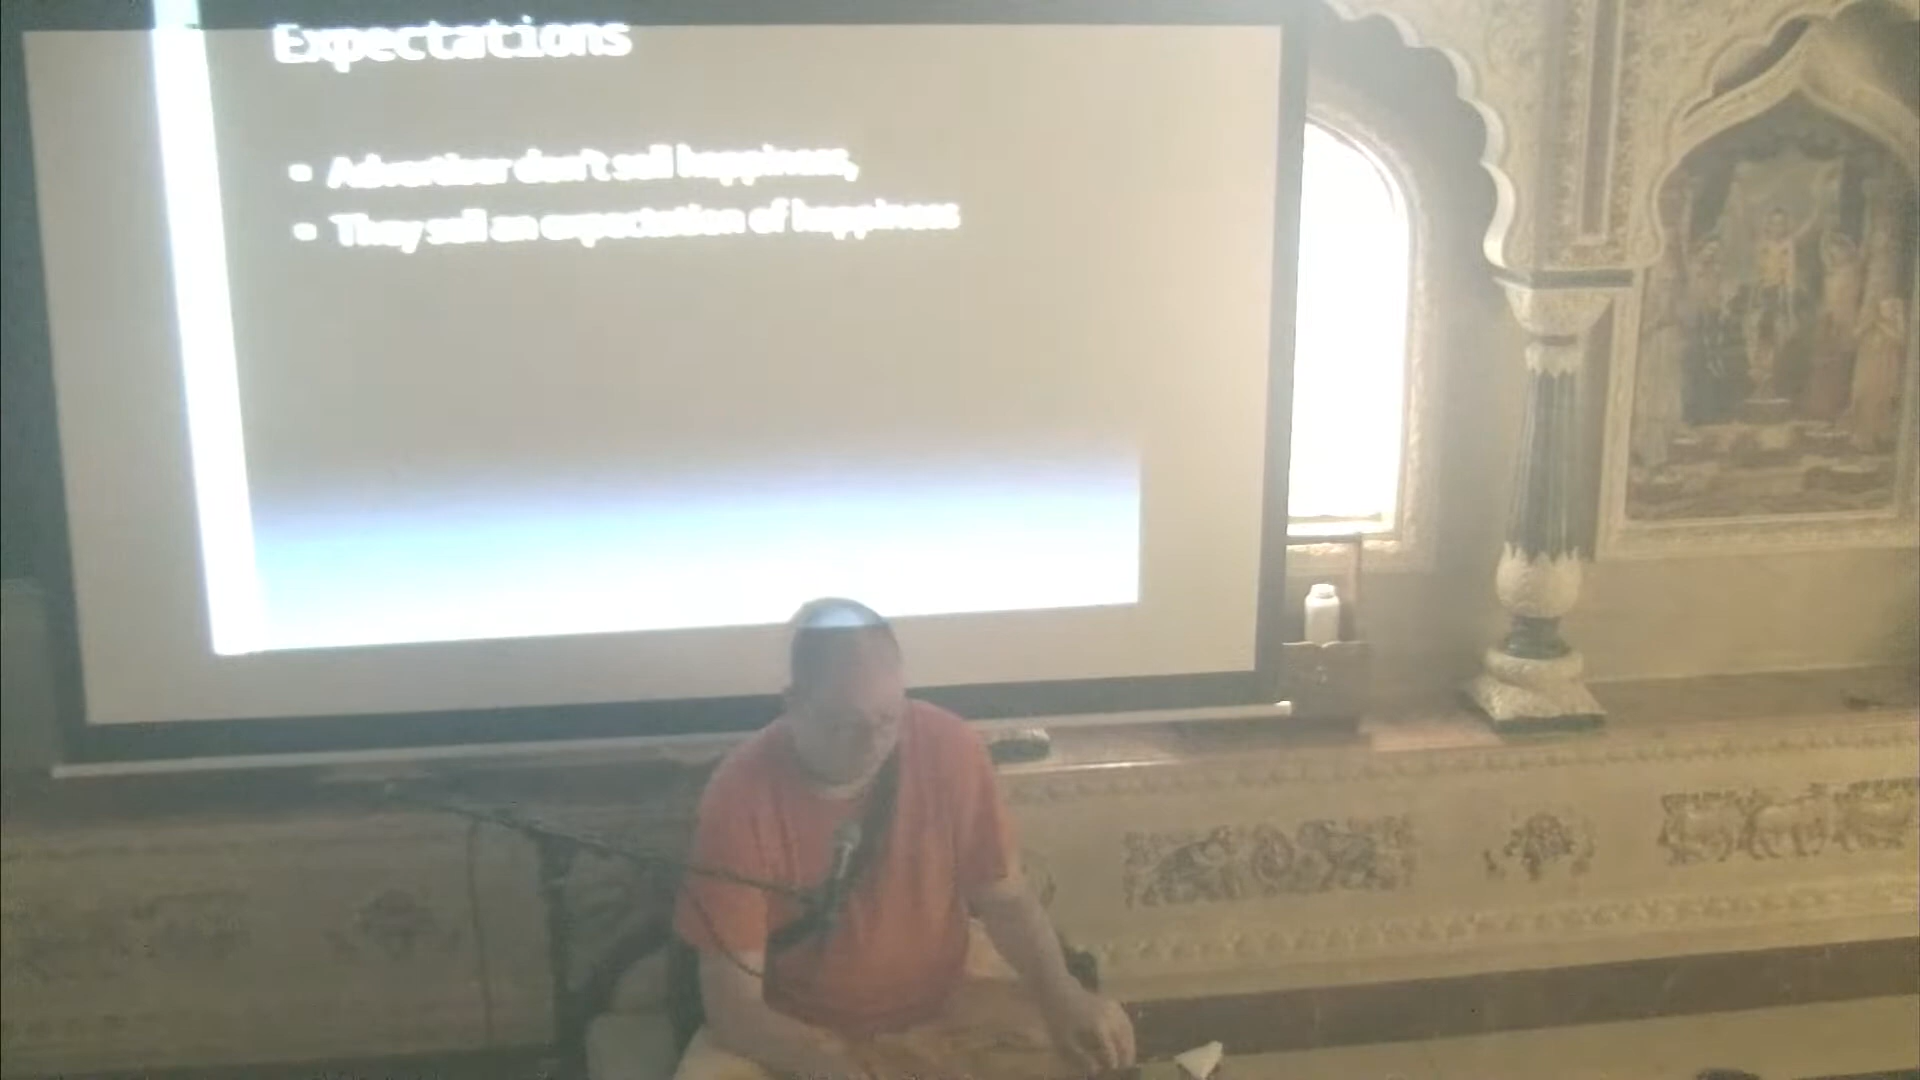 Expectations
- Advertiser don't sell happiness,
- They sell an expectation of happiness